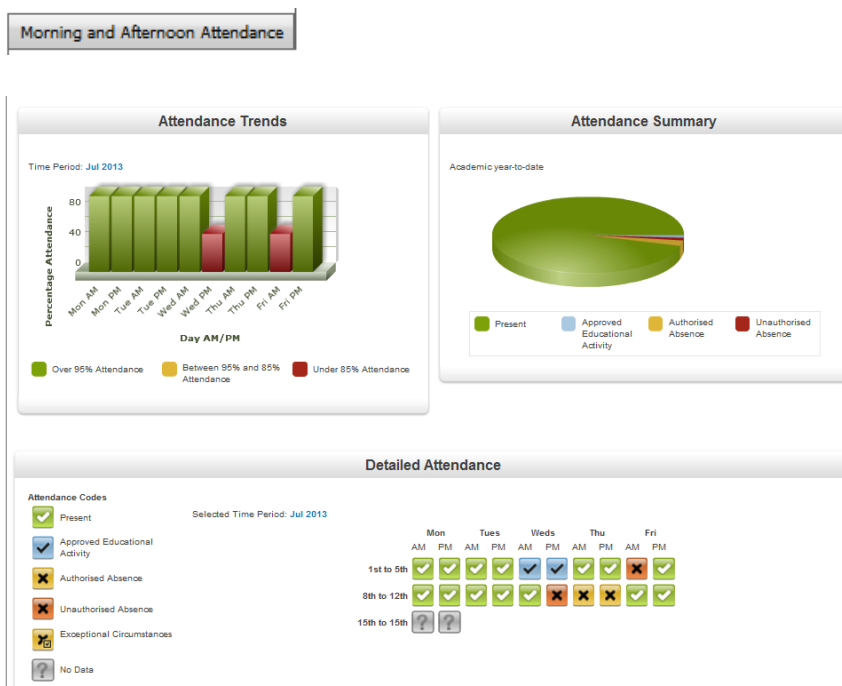 Morning and Afternoon Attendance
Attendance Trends
Time Period: Jul 2013
Percentage Attendance
80
40
0
Mon AM
Mon PM
Tue AM
Tue PM
Wed AM
Wed PM
Thu AM
Thu PM
Fri AM
Fri PM
Day AM/PM
Over 95% Attendance
Between 95% and 85%
Attendance
Under 85% Attendance
Attendance Summary
Academic year-to-date
Present
Approved
Educational
Activity
Authorised
Absence
Unauthorised
Absence
Detailed Attendance
Attendance Codes
Present
Approved Educational
Activity
Authorised Absence
Unauthorised Absence
Exceptional Circumstances
No Data
Selected Time Period: Jul 2013
Mon Tues Weds Thu Fri
AM PM AM PM AM PM AM PM AM PM
1st to 5th
8th to 12th
15th to 15th
? ?